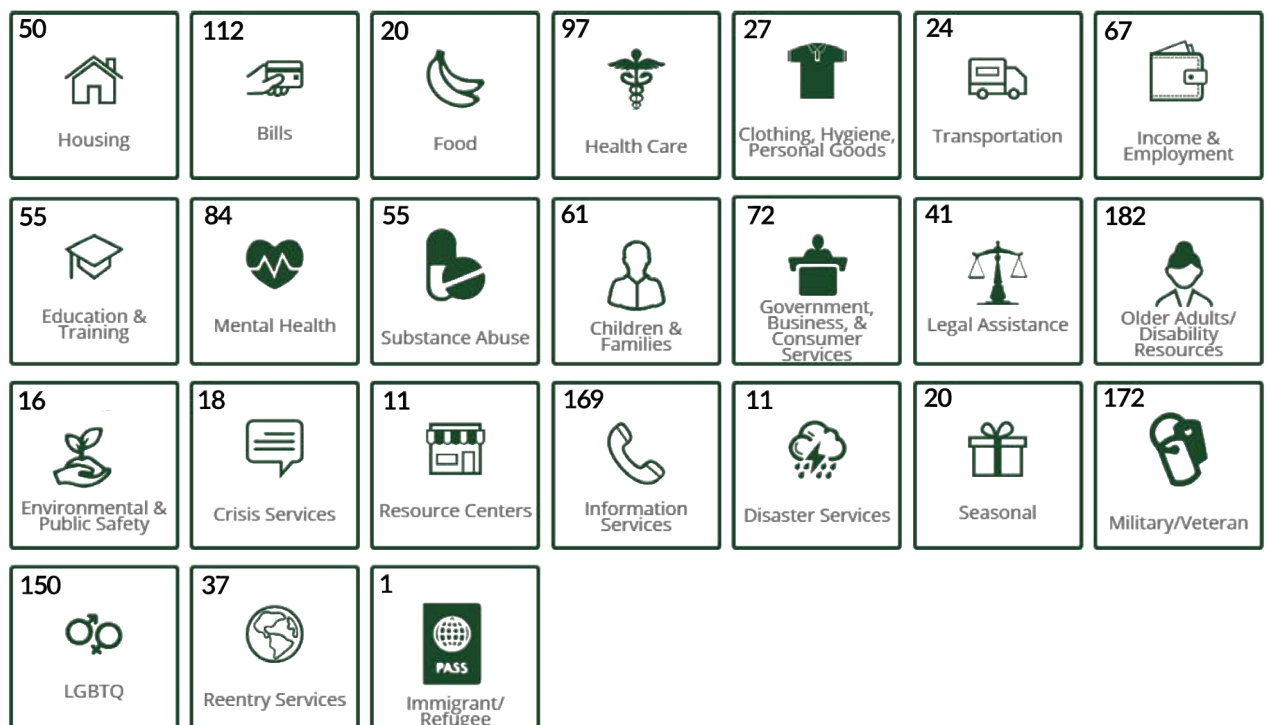 50
Housing
112
Bills
20
Food
97
Health Care
27
Clothing, Hygiene,
Personal Goods
24
Transportation
67
Income &
Employment
55
Education &
Training
84
Mental Health
55
Substance Abuse
61
Children &
Families
72
Government,
Business, &
Consumer
Services
41
Legal Assistance
182
Older Adults/
Disability
Resources
16
Environmental &
Public Safety
18
Crisis Services
11
Resource Centers
169
Information
Services
11
Disaster Services
20
Seasonal
172
Military/Veteran
150
LGBTQ
37
Reentry Services
1
PASS
Immigrant/
Refugee